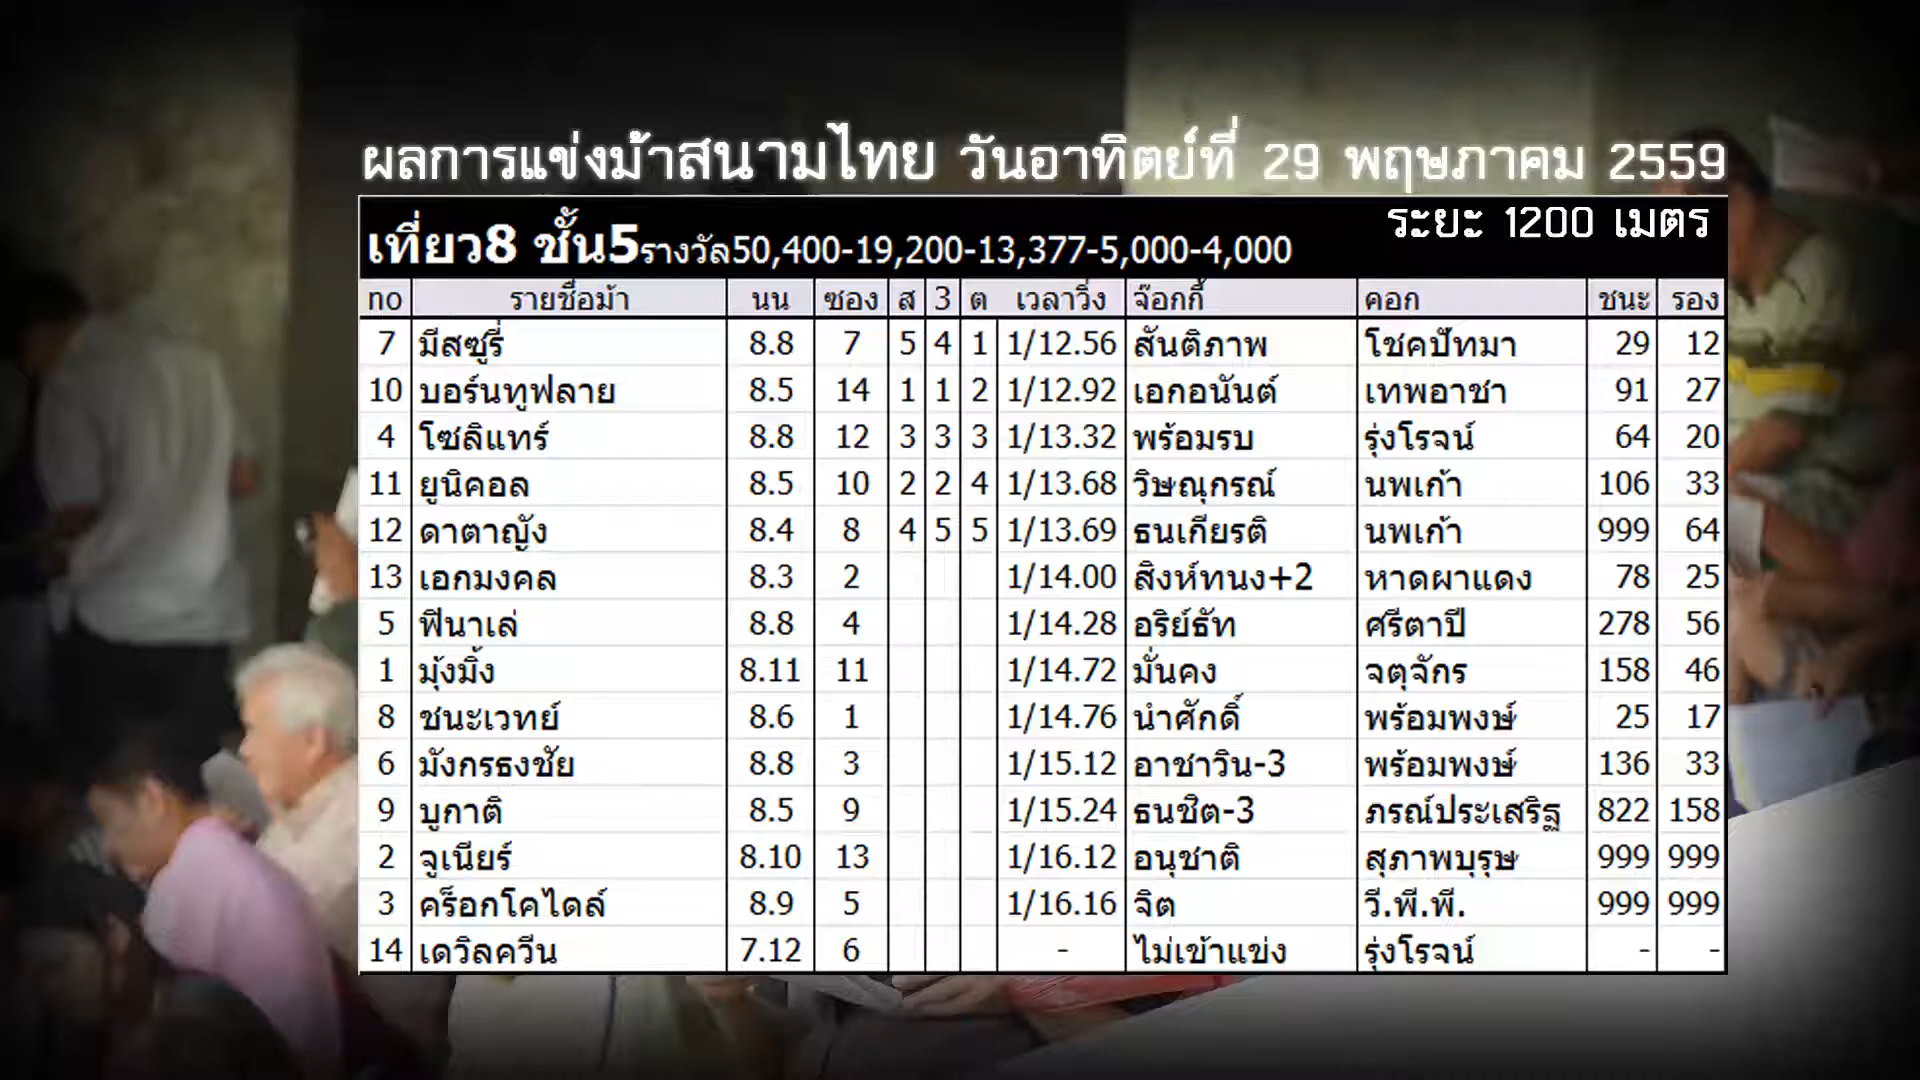 ผลการแข่งม้าสนามไทย วันอาทิตย์ที่ 29 พฤษภาคม 2559
ระยะ 1200 เมตร
เที่ยว8 ชั้น5รางวัล50,400-19,200-13,377-5,000-4,000
no รายชื่อม้า นน ซอง ส 3 ต เวลาวิ่ง จ๊อกกี้ คอก ชนะ รอง
7 มีสซูรี่ 8.8 7 5 4 1 1/12.56 สันติภาพ โชคปัทมา 29 12
10 บอร์นทูฟลาย 8.5 14 1 1 2 1/12.92 เอกอนันต์ เทพอาชา 91 27
4 โซลิแทร์ 8.8 12 3 3 3 1/13.32 พร้อมรบ รุ่งโรจน์ 64 20
11 ยูนิคอล 8.5 10 2 2 4 1/13.68 วิษณุกรณ์ นพเก้า 106 33
12 ดาตาญัง 8.4 8 4 5 5 1/13.69 ธนเกียรติ นพเก้า 999 64
13 เอกมงคล 8.3 2 1/14.00 สิงห์ทนง+2 หาดผาแดง 78 25
5 ฟีนาเล่ 8.8 4 1/14.28 อริย์ธัท ศรีตาปี 278 56
1 มุ้งมิ้ง 8.11 11 1/14.72 มั่นคง จตุจักร 158 46
8 ชนะเวทย์ 8.6 1 1/14.76 นำศักดิ์ พร้อมพงษ์ 25 17
6 มังกรธงชัย 8.8 3 1/15.12 อาชาวิน-3 พร้อมพงษ์ 136 33
9 บูกาติ 8.5 9 1/15.24 ธนชิต-3 ภรณ์ประเสริฐ 822 158
2 จูเนียร์ 8.10 13 1/16.12 อนุชาติ สุภาพบุรุษ 999 999
3 คร็อกโคไดล์ 8.9 5 1/16.16 จิต วี.พี.พี. 999 999
14 เดวิลควีน 7.12 6 - ไม่เข้าแข่ง รุ่งโรจน์ - -